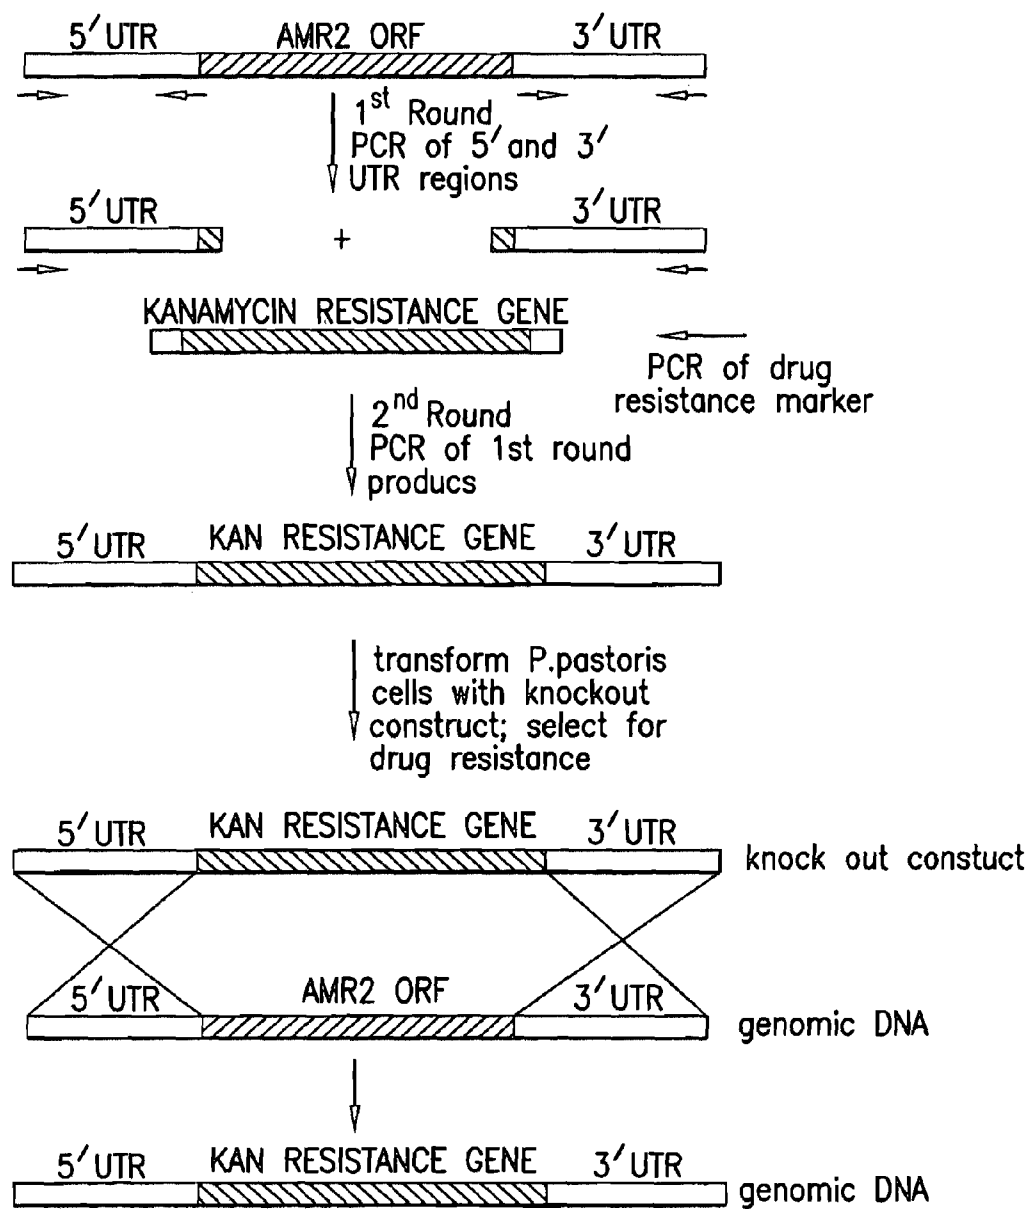 5′UTR AMR2 ORF 3′UTR
1st Round
PCR of 5′ and 3′
UTR regions
5′UTR 3′UTR
+
KANAMYCIN RESISTANCE GENE
PCR of drug
resistance marker
2nd Round
PCR of 1st round
producs
5′UTR KAN RESISTANCE GENE 3′UTR
transform P.pastoris
cells with knockout
construct; select for
drug resistance
5′UTR KAN RESISTANCE GENE 3′UTR
knock out constuct
5′UTR AMR2 ORF 3′UTR
genomic DNA
5′UTR KAN RESISTANCE GENE 3′UTR
genomic DNA